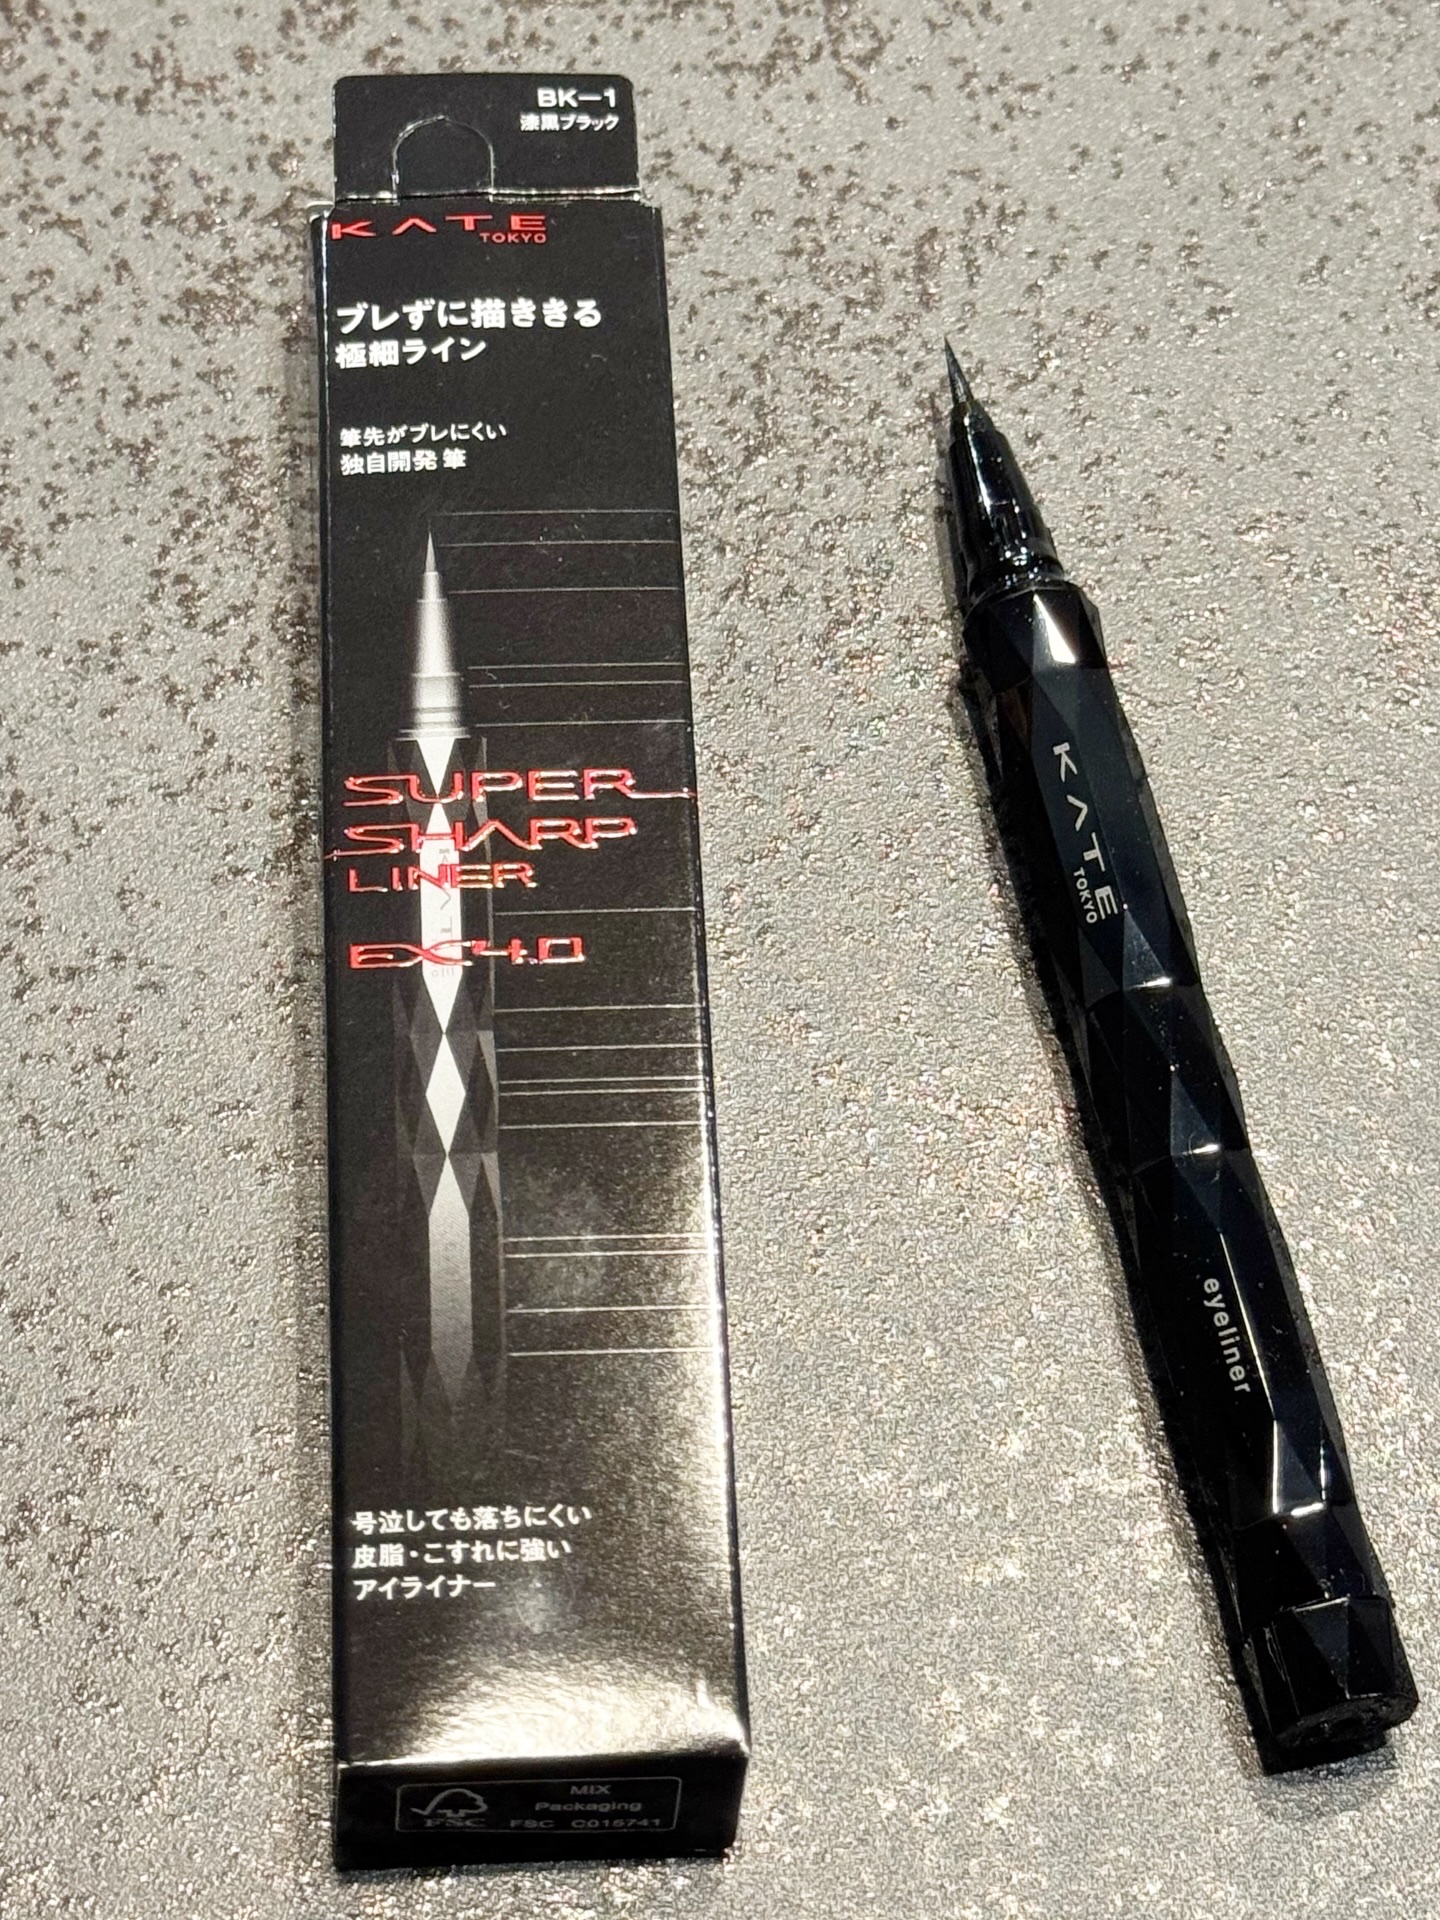 BK-1
漆黒ブラック
KATE
TOKYO
ブレずに描ききる
極細ライン
筆先がブレにくい
独自開発 筆
SUPER
SHARP
LINER
EX4.0
号泣しても落ちにくい
皮脂・こすれに強い
アイライナー
FSC
MIX
Packaging
FSC C015741
KATE
TOKYO
eyeliner